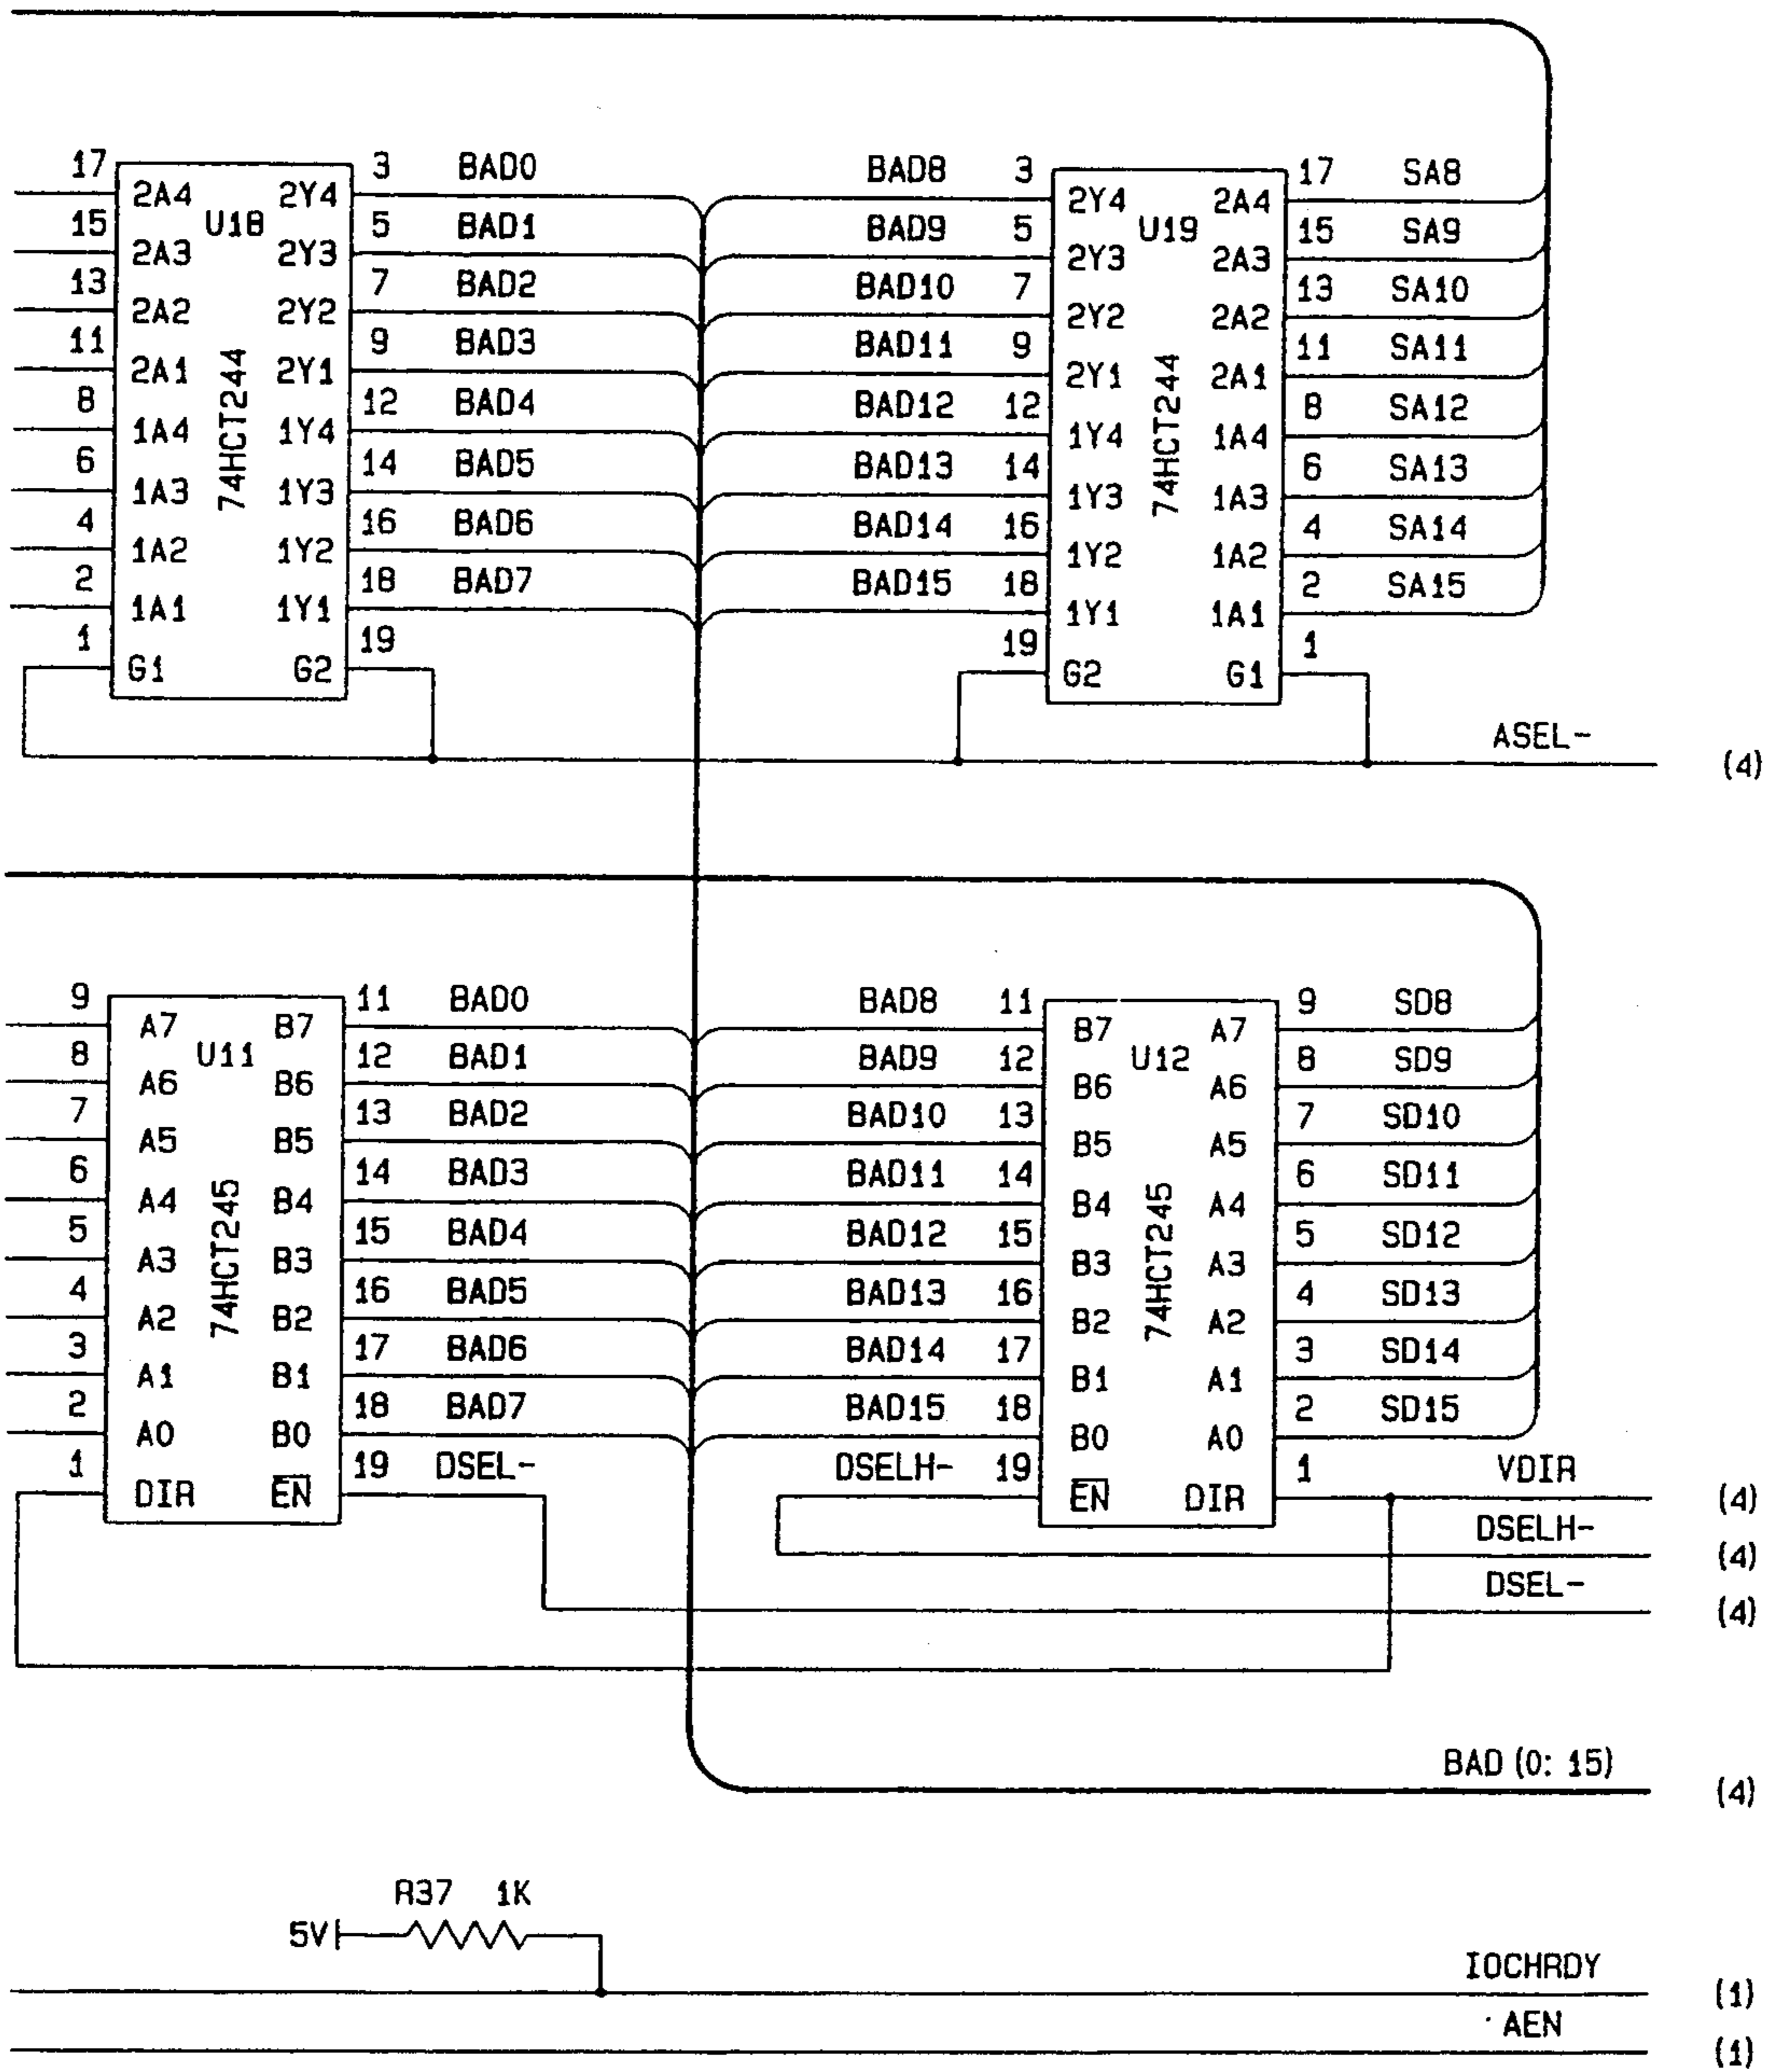 17 3 BAD0 BAD8 3 17 SA8
2A4 U18 2Y4 2Y4 U19 2A4
15 5 BAD1 BAD9 5 15 SA9
2A3 2Y3 2Y3 2A3
13 7 BAD2 BAD10 7 13 SA10
2A2 2Y2 2Y2 2A2
11 9 BAD3 BAD11 9 11 SA11
2A1 2Y1 2Y1 2A1
74HCT244 74HCT244
8 12 BAD4 BAD12 12 8 SA12
1A4 1Y4 1Y4 1A4
6 14 BAD5 BAD13 14 6 SA13
1A3 1Y3 1Y3 1A3
4 16 BAD6 BAD14 16 4 SA14
1A2 1Y2 1Y2 1A2
2 18 BAD7 BAD15 18 2 SA15
1A1 1Y1 1Y1 1A1
1 19 19 1
G1 G2 G2 G1
ASEL- (4)
9 11 BAD0 BAD8 11 9 SD8
A7 U11 B7 B7 U12 A7
8 12 BAD1 BAD9 12 8 SD9
A6 B6 B6 A6
7 13 BAD2 BAD10 13 7 SD10
A5 B5 B5 A5
6 14 BAD3 BAD11 14 6 SD11
A4 B4 B4 A4
74HCT245 74HCT245
5 15 BAD4 BAD12 15 5 SD12
A3 B3 B3 A3
4 16 BAD5 BAD13 16 4 SD13
A2 B2 B2 A2
3 17 BAD6 BAD14 17 3 SD14
A1 B1 B1 A1
2 18 BAD7 BAD15 18 2 SD15
A0 B0 B0 A0
1 19 DSEL- DSELH- 19 1 VDIR
DIR EN EN DIR (4)
DSELH- (4)
DSEL- (4)
BAD (0: 15) (4)
R37 1K
5V
IOCHRDY (1)
AEN (1)